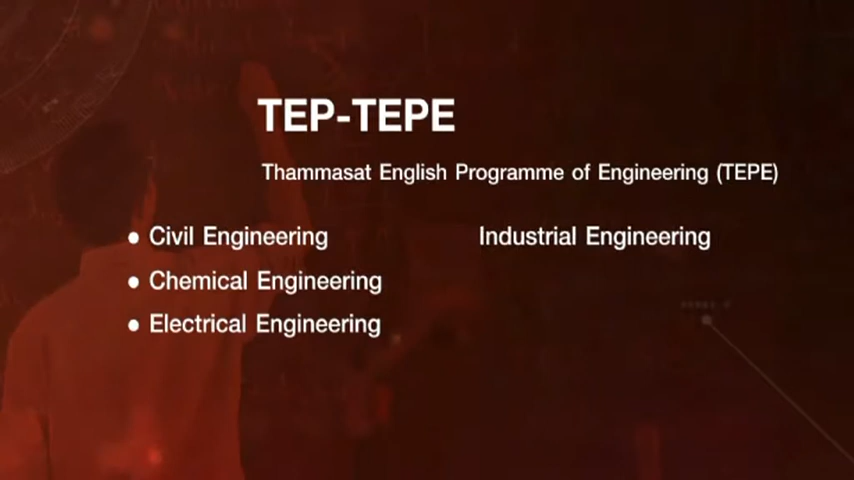 TEP-TEPE
Thammasat English Programme of Engineering (TEPE)
• Civil Engineering
Industrial Engineering
• Chemical Engineering
• Electrical Engineering